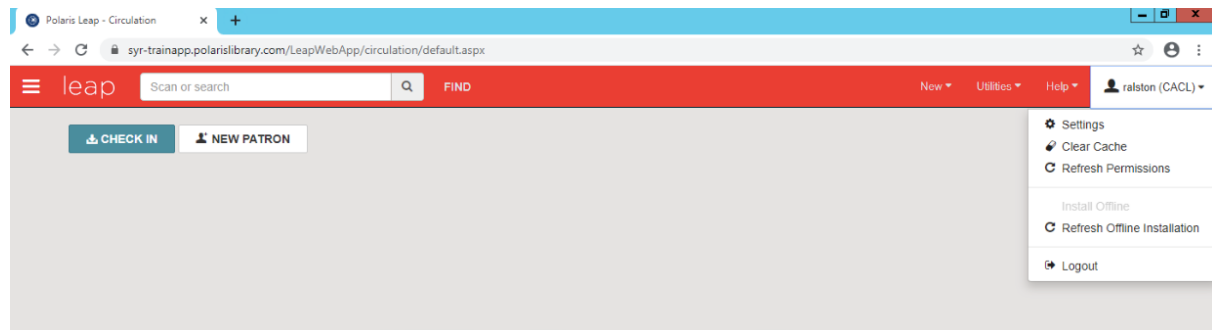 Polaris Leap - Circulation
syr-trainapp.polarislibrary.com/LeapWebApp/circulation/default.aspx
leap Scan or search FIND New Utilities Help ralston (CACL)
CHECK IN NEW PATRON
Settings
Clear Cache
Refresh Permissions
Install Offline
Refresh Offline Installation
Logout